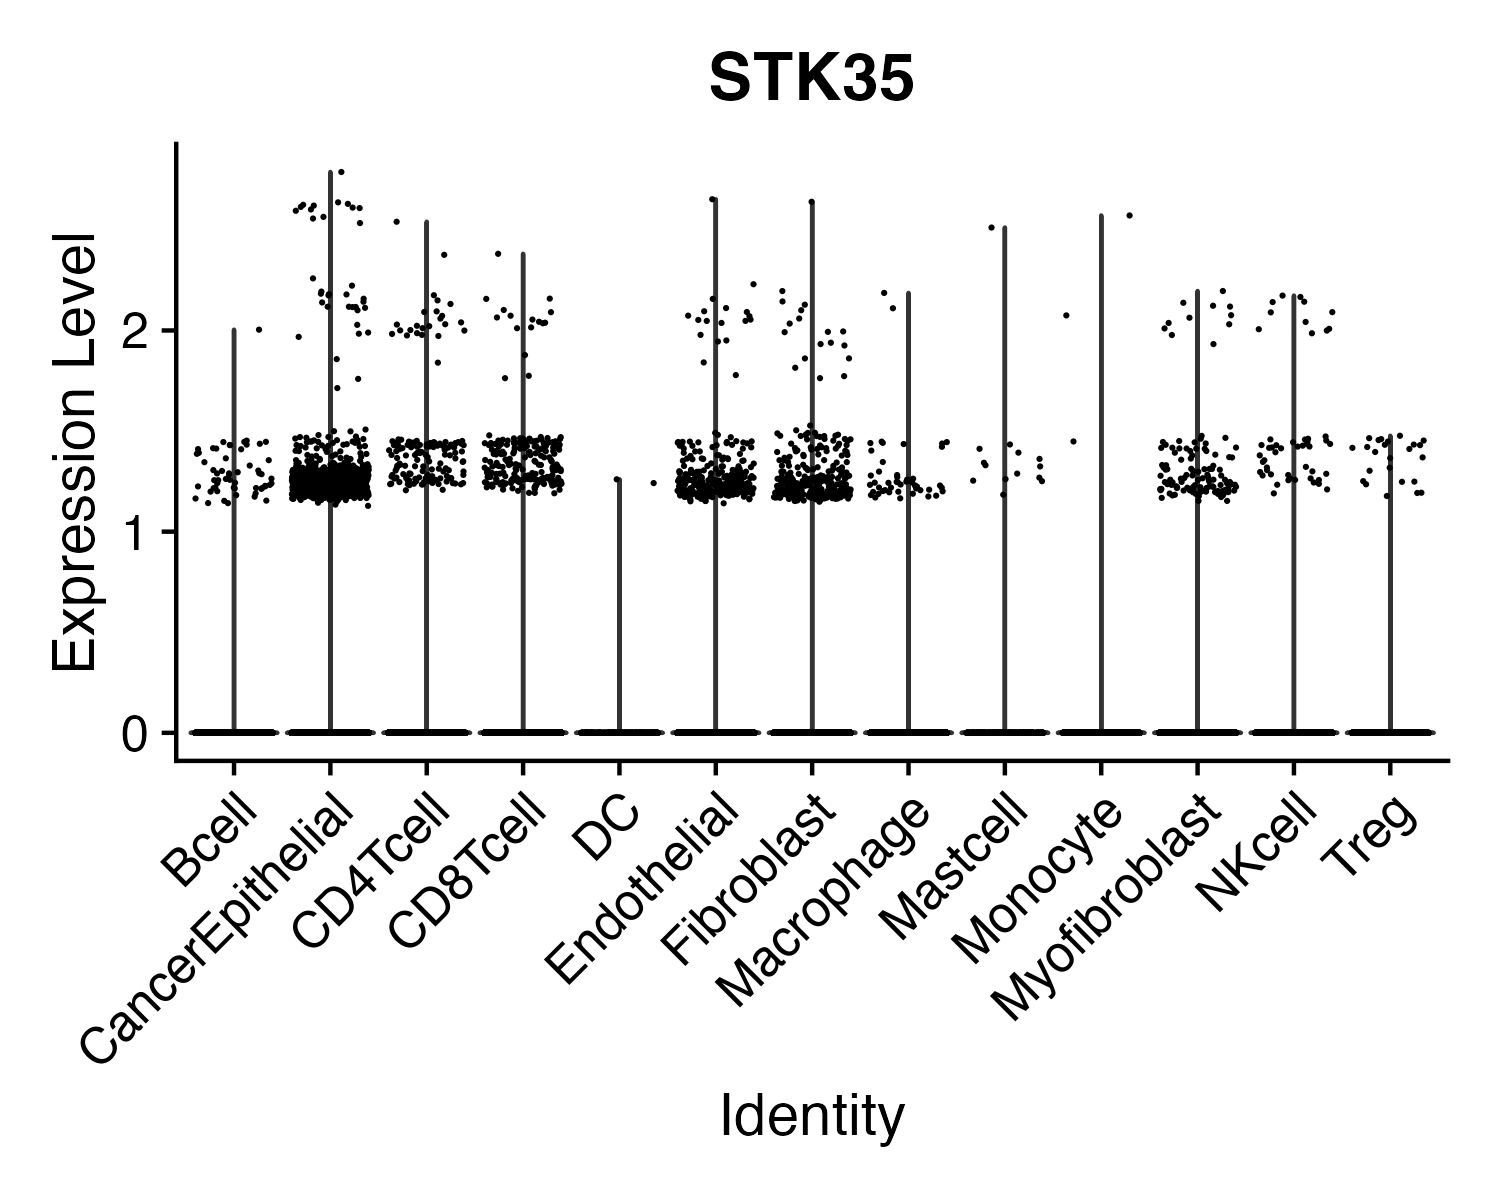 STK35
Expression Level
2
1
0
Bcell
CancerEpithelial
CD4Tcell
CD8Tcell
DC
Endothelial
Fibroblast
Macrophage
Mastcell
Monocyte
Myofibroblast
NKcell
Treg
Identity